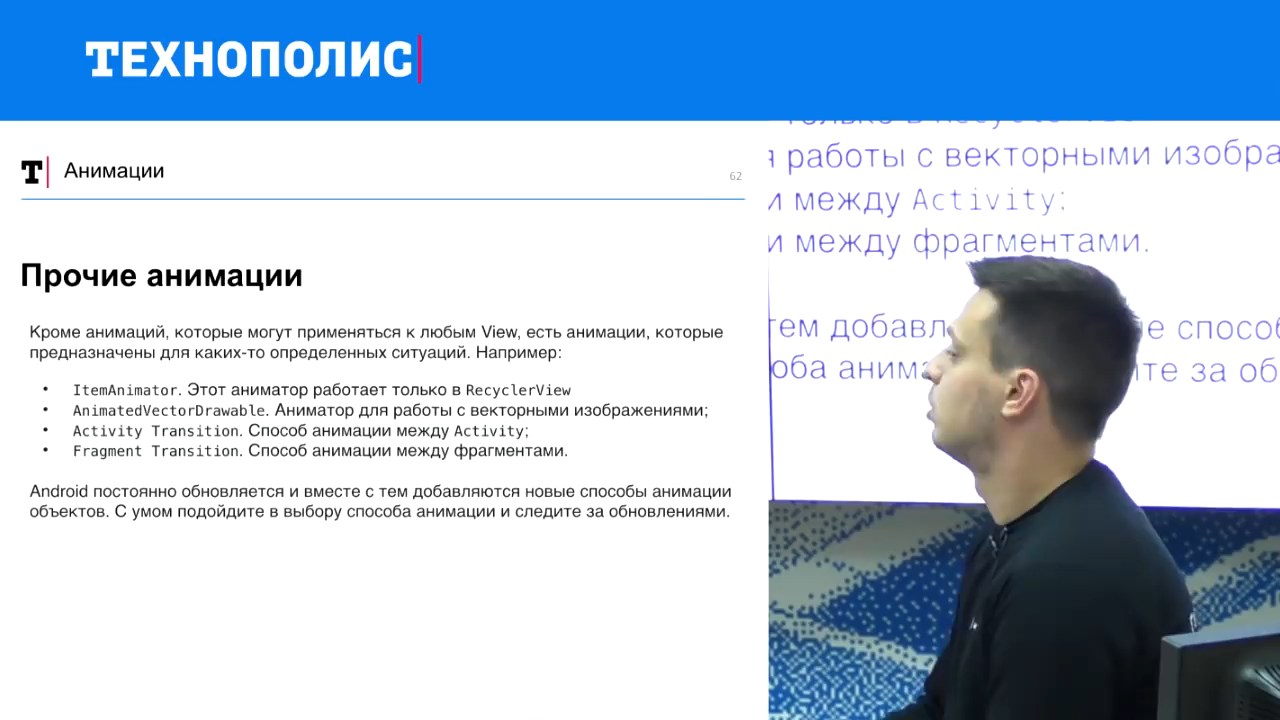 ТЕХНОПОЛИС
Т Анимации
62
Прочие анимации
Кроме анимаций, которые могут применяться к любым View, есть анимации, которые
предназначены для каких-то определенных ситуаций. Например:
• ItemAnimator. Этот аниматор работает только в RecyclerView
• AnimatedVectorDrawable. Аниматор для работы с векторными изображениями;
• Activity Transition. Способ анимации между Activity;
• Fragment Transition. Способ анимации между фрагментами.
Android постоянно обновляется и вместе с тем добавляются новые способы анимации
объектов. С умом подойдите в выбору способа анимации и следите за обновлениями.
работы с векторными изобра
и между Activity:
и между фрагментами.
тем добавл е способ
оба анима ите за об